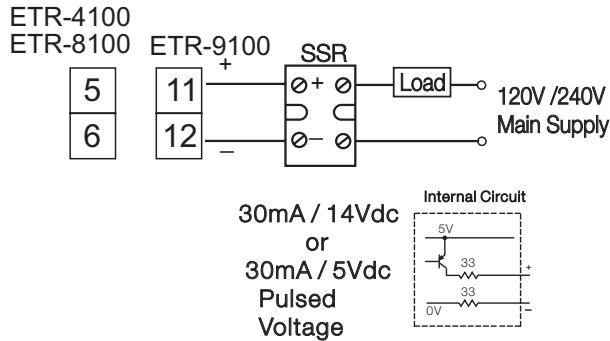 ETR-4100
ETR-8100 ETR-9100
SSR
+
5 11 + Load
6 12 –
–
120V /240V
Main Supply
30mA / 14Vdc
or
30mA / 5Vdc
Pulsed
Voltage
Internal Circuit
5V
33
+
33
0V
–